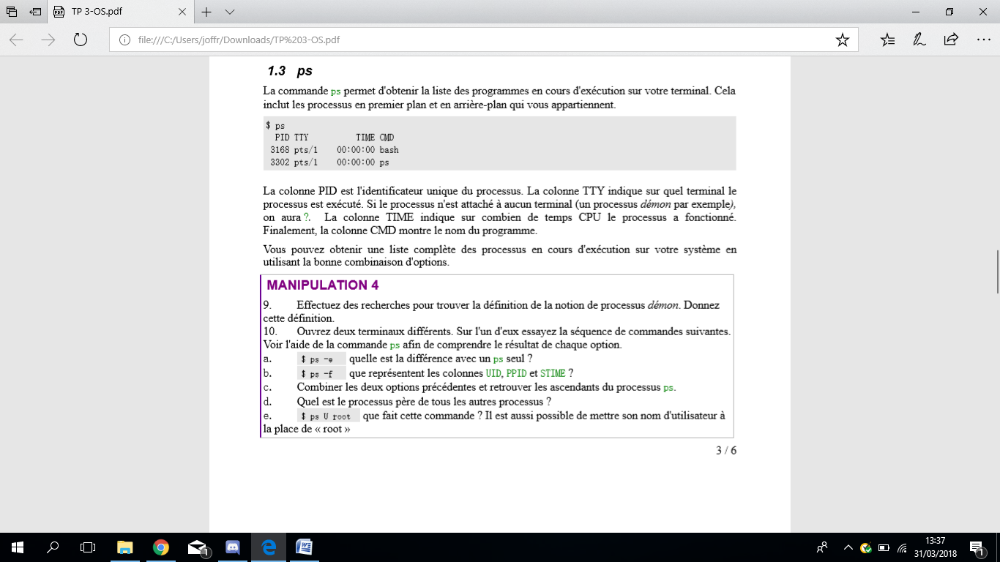 TP 3-OS.pdf
file:///C:/Users/joffr/Downloads/TP%203-OS.pdf
1.3 ps
La commande ps permet d'obtenir la liste des programmes en cours d'exécution sur votre terminal. Cela
inclut les processus en premier plan et en arrière-plan qui vous appartiennent.
$ ps
PID TTY TIME CMD
3168 pts/1 00:00:00 bash
3302 pts/1 00:00:00 ps
La colonne PID est l'identificateur unique du processus. La colonne TTY indique sur quel terminal le
processus est exécuté. Si le processus n'est attaché à aucun terminal (un processus démon par exemple),
on aura ?. La colonne TIME indique sur combien de temps CPU le processus a fonctionné.
Finalement, la colonne CMD montre le nom du programme.
Vous pouvez obtenir une liste complète des processus en cours d'exécution sur votre système en
utilisant la bonne combinaison d'options.
MANIPULATION 4
9. Effectuez des recherches pour trouver la définition de la notion de processus démon. Donnez
cette définition.
10. Ouvrez deux terminaux différents. Sur l'un d'eux essayez la séquence de commandes suivantes.
Voir l'aide de la commande ps afin de comprendre le résultat de chaque option.
a. $ ps -e quelle est la différence avec un ps seul ?
b. $ ps -f que représentent les colonnes UID, PPID et STIME ?
c. Combiner les deux options précédentes et retrouver les ascendants du processus ps.
d. Quel est le processus père de tous les autres processus ?
e. $ ps U root que fait cette commande ? Il est aussi possible de mettre son nom d'utilisateur à
la place de « root »
3 / 6
1
13:37
31/03/2018
1